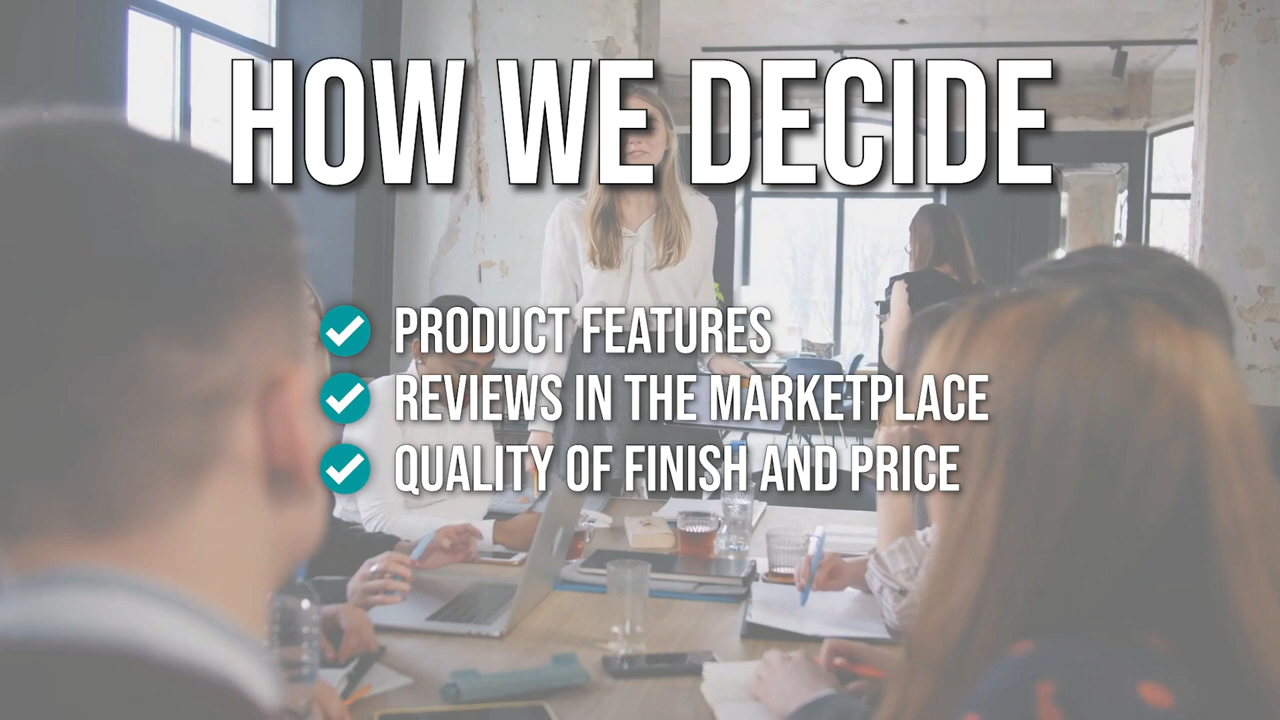 HOW WE DECIDE
PRODUCT FEATURES
REVIEWS IN THE MARKETPLACE
QUALITY OF FINISH AND PRICE